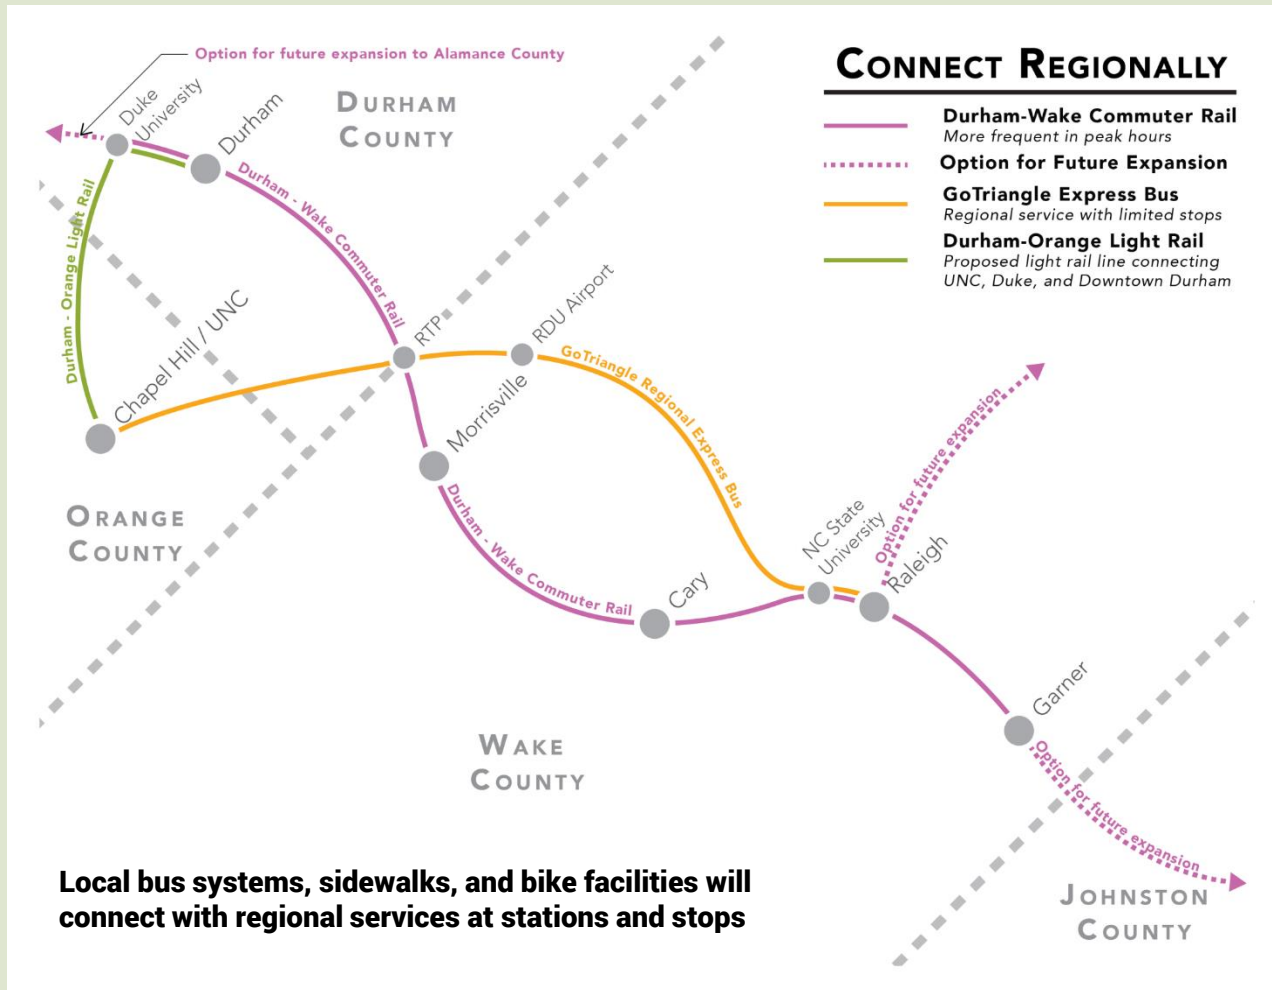 Option for future expansion to Alamance County
CONNECT REGIONALLY
Durham-Wake Commuter Rail
More frequent in peak hours
Option for Future Expansion
GoTriangle Express Bus
Regional service with limited stops
Durham-Orange Light Rail
Proposed light rail line connecting
UNC, Duke, and Downtown Durham
Duke
University
Durham
DURHAM
COUNTY
Durham - Wake Commuter Rail
Durham - Orange Light Rail
Chapel Hill / UNC
RTP
RDU Airport
GoTriangle Regional Express Bus
Morrisville
Option for future expansion
ORANGE
COUNTY
Durham - Wake Commuter Rail
Cary
NC State
University
Raleigh
Garner
Option for future expansion
WAKE
COUNTY
JOHNSTON
COUNTY
Local bus systems, sidewalks, and bike facilities will
connect with regional services at stations and stops